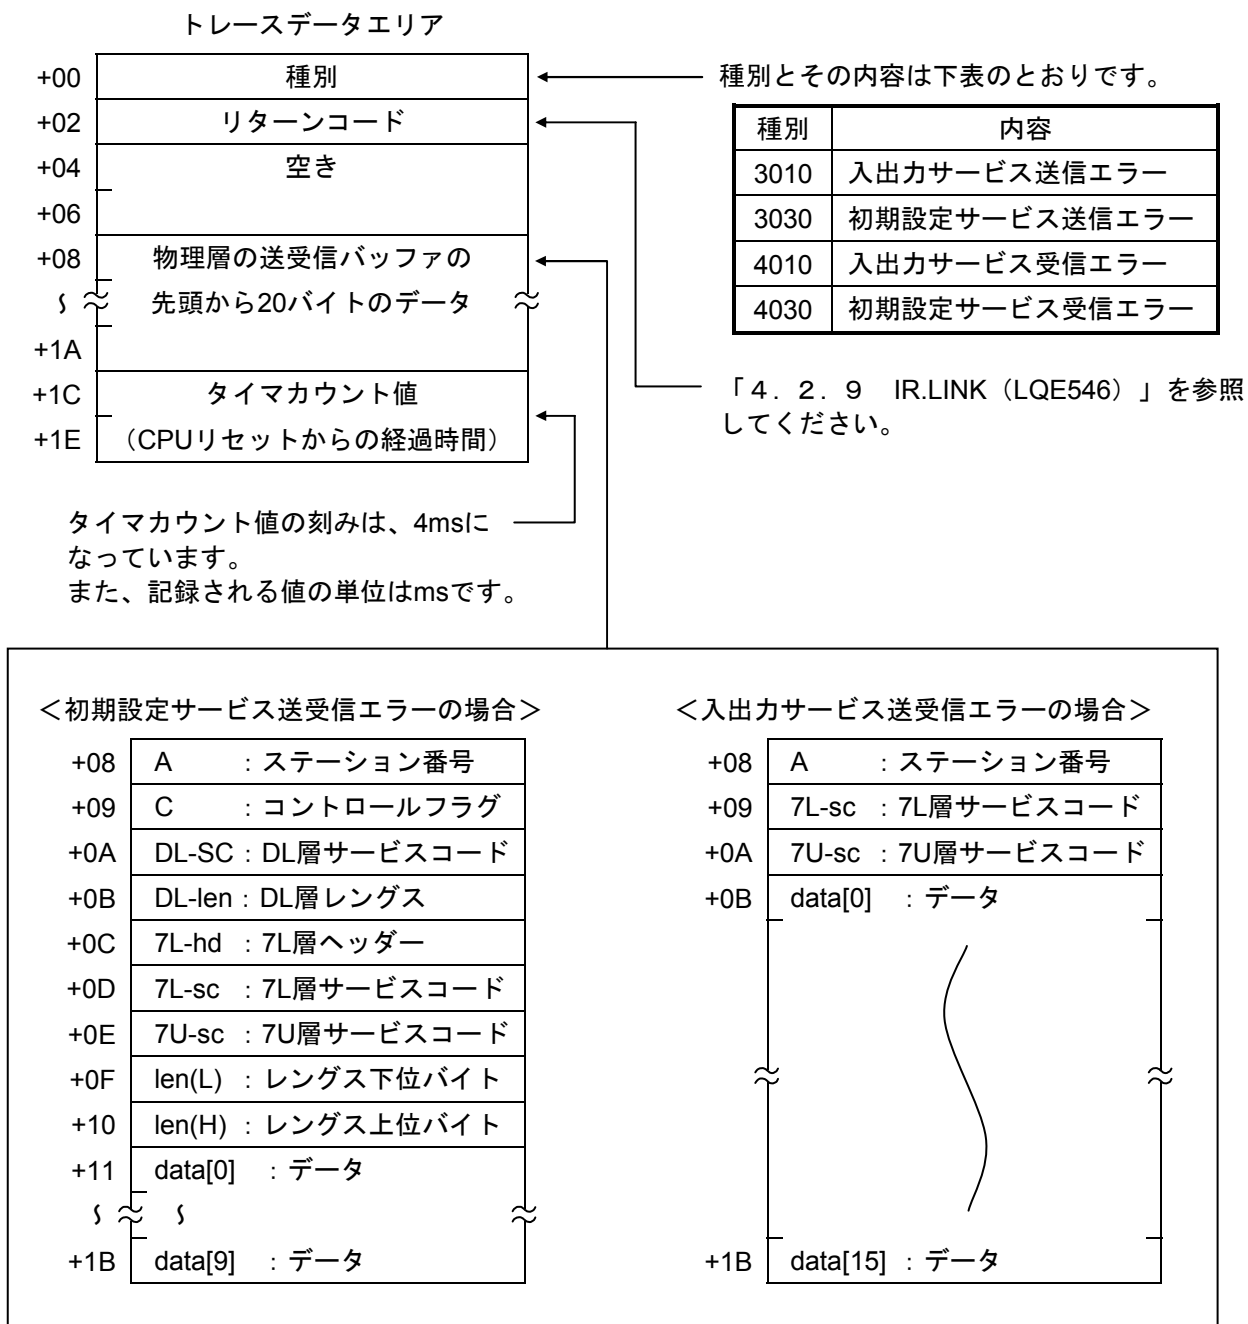 トレースデータエリア
+00 種別
+02 リターンコード
+04 空き
+06
+08 物理層の送受信バッファの
〜 先頭から20バイトのデータ
+1A
+1C タイマカウント値
+1E （CPUリセットからの経過時間）
種別とその内容は下表のとおりです。
種別 内容
3010 入出力サービス送信エラー
3030 初期設定サービス送信エラー
4010 入出力サービス受信エラー
4030 初期設定サービス受信エラー
「４．２．９　IR.LINK（LQE546）」を参照
してください。
タイマカウント値の刻みは、4msに
なっています。
また、記録される値の単位はmsです。
＜初期設定サービス送受信エラーの場合＞
+08 A ：ステーション番号
+09 C ：コントロールフラグ
+0A DL-SC：DL層サービスコード
+0B DL-len：DL層レングス
+0C 7L-hd ：7L層ヘッダー
+0D 7L-sc ：7L層サービスコード
+0E 7U-sc ：7U層サービスコード
+0F len(L) ：レングス下位バイト
+10 len(H) ：レングス上位バイト
+11 data[0] ：データ
〜 〜
+1B data[9] ：データ
＜入出力サービス送受信エラーの場合＞
+08 A ：ステーション番号
+09 7L-sc ：7L層サービスコード
+0A 7U-sc ：7U層サービスコード
+0B data[0] ：データ
+1B data[15] ：データ